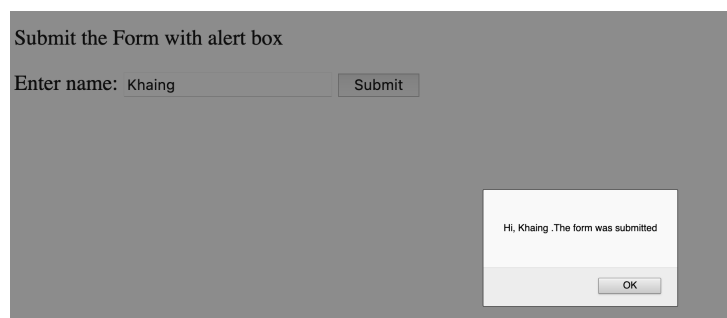 Submit the Form with alert box
Enter name: Khaing Submit
Hi, Khaing .The form was submitted
OK